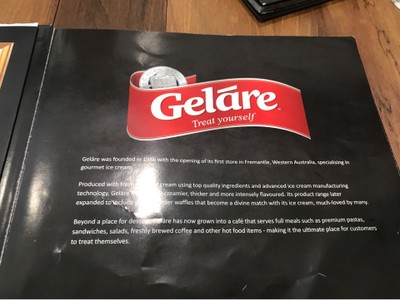 Geláre
Treat yourself
Geláre was founded in 1986 with the opening of its first store in Fremantle, Western Australia, specialising in
gourmet ice cream
Produced with fresh cream using top quality ingredients and advanced ice cream manufacturing
technology, Geláre creamier, thicker and more intensely flavoured. Its product range later
expanded to include waffles that become a divine match with its ice cream, much-loved by many.
Beyond a place for desserts, Geláre has now grown into a café that serves full meals such as premium pastas,
sandwiches, salads, freshly brewed coffee and other hot food items - making it the ultimate place for customers
to treat themselves.